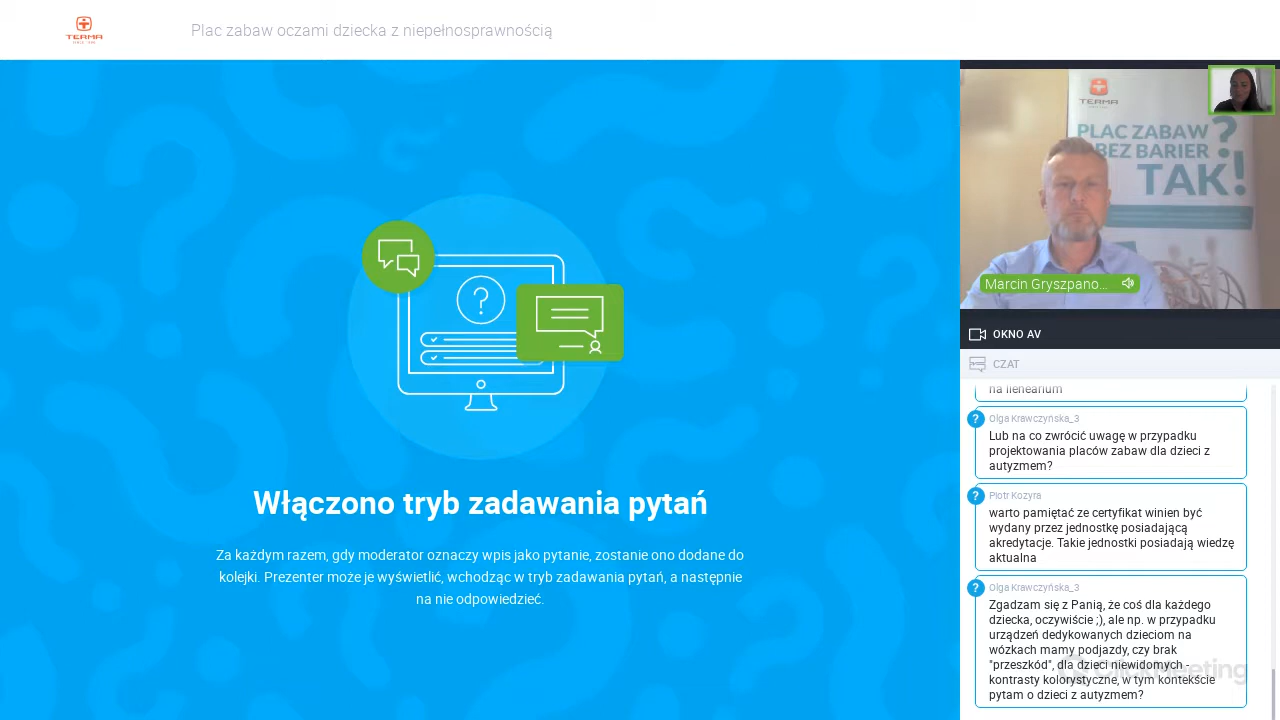 TERMA
Plac zabaw oczami dziecka z niepełnosprawnością
TERMA
PLAC ZABAW
BEZ BARIER ?
TAK!
Marcin Gryszpano...
OKNO AV
CZAT
Olga Krawczyńska_3
Lub na co zwrócić uwagę w przypadku
projektowania placów zabaw dla dzieci z
autyzmem?
Piotr Kozyra
warto pamiętać ze certyfikat winien być
wydany przez jednostkę posiadającą
akredytacje. Takie jednostki posiadają wiedzę
aktualna
Olga Krawczyńska_3
Zgadzam się z Panią, że coś dla każdego
dziecka, oczywiście ;), ale np. w przypadku
urządzeń dedykowanych dzieciom na
wózkach mamy podjazdy, czy brak
"przeszkód", dla dzieci niewidomych -
kontrasty kolorystyczne, w tym kontekście
pytam o dzieci z autyzmem?
ClickMeeting
Włączono tryb zadawania pytań
Za każdym razem, gdy moderator oznaczy wpis jako pytanie, zostanie ono dodane do
kolejki. Prezenter może je wyświetlić, wchodząc w tryb zadawania pytań, a następnie
na nie odpowiedzieć.